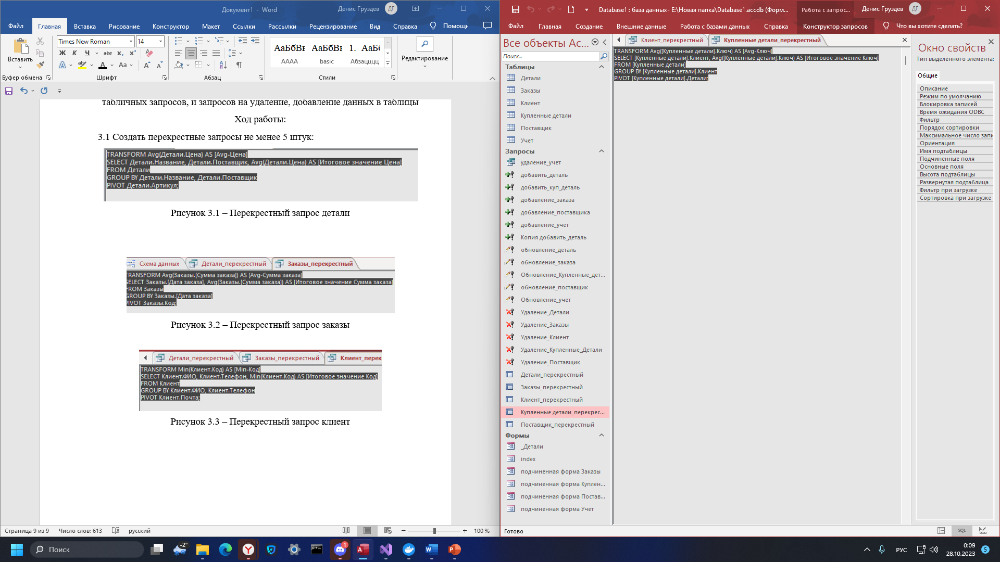 Документ1 - Word
Денис Груздев
ДГ
Файл
Главная
Вставка
Рисование
Конструктор
Макет
Ссылки
Рассылки
Рецензирование
Вид
Справка
Помощн
Вставить
Буфер обмена
Times New Roman
14
Ж К Ч abc x₂ x²
Aa
Шрифт
Абзац
АаБбВ
АААА
АаБбВ
basic
1. АаБб
Абзацццц
Стили
Редактирование
табличных запросов, и запросов на удаление, добавление данных в таблицы
Ход работы:
3.1 Создать перекрестные запросы не менее 5 штук:
TRANSFORM Avg(Детали.Цена) AS [Avg-Цена]
SELECT Детали.Название, Детали.Поставщик, Avg(Детали.Цена) AS [Итоговое значение Цена]
FROM Детали
GROUP BY Детали.Название, Детали.Поставщик
PIVOT Детали.Артикул;
Рисунок 3.1 – Перекрестный запрос детали
Схема данных
Детали_перекрестный
Заказы_перекрестный
TRANSFORM Avg(Заказы.[Сумма заказа]) AS [Avg-Сумма заказа]
SELECT Заказы.[Дата заказа], Avg(Заказы.[Сумма заказа]) AS [Итоговое значение Сумма заказа]
FROM Заказы
GROUP BY Заказы.[Дата заказа]
PIVOT Заказы.Код;
Рисунок 3.2 – Перекрестный запрос заказы
Детали_перекрестный
Заказы_перекрестный
Клиент_перек
TRANSFORM Min(Клиент.Код) AS [Min-Код]
SELECT Клиент.ФИО, Клиент.Телефон, Min(Клиент.Код) AS [Итоговое значение Код]
FROM Клиент
GROUP BY Клиент.ФИО, Клиент.Телефон
PIVOT Клиент.Почта;
Рисунок 3.3 – Перекрестный запрос клиент
Страница 9 из 9
Число слов: 613
русский
100 %
Database1 : база данных- E:\Новая папка\Database1.accdb (Форм...
Работа с запрос...
Денис Груздев
ДГ
Файл
Главная
Создание
Внешние данные
Работа с базами данных
Справка
Конструктор запросов
Что вы хотите сделать?
Все объекты Ac...
Поиск...
Таблицы
Детали
Заказы
Клиент
Купленные детали
Поставщик
Учет
Запросы
удаление_учет
добавить_деталь
добавить_куп_деталь
добавление_заказа
добавление_поставщика
добавление_учет
Копия добавить_деталь
обновление_деталь
обновление_заказа
Обновление_Купленные_дет...
обновление_поставщик
Обновление_учет
Удаление_Детали
Удаление_Заказы
Удаление_Клиент
Удаление_Купленные_Детали
Удаление_Поставщик
Детали_перекрестный
Заказы_перекрестный
Клиент_перекрестный
Купленные детали_перекрес...
Поставщик_перекрестный
Формы
_Детали
index
подчиненная форма Заказы
подчиненная форма Куплен...
подчиненная форма Постав...
подчиненная форма Учет
Клиент_перекрестный
Купленные детали_перекрестный
TRANSFORM Avg([Купленные детали].Ключ) AS [Avg-Ключ]
SELECT [Купленные детали].Клиент, Avg([Купленные детали].Ключ) AS [Итоговое значение Ключ]
FROM [Купленные детали]
GROUP BY [Купленные детали].Клиент
PIVOT [Купленные детали].Детали;
Окно свойств
Тип выделенного элемента:
Общие
Описание
Режим по умолчанию
Блокировка записей
Время ожидания ODBC
Фильтр
Порядок сортировки
Максимальное число запи
Ориентация
Имя подтаблицы
Подчиненные поля
Основные поля
Высота подтаблицы
Развернутая подтаблица
Фильтр при загрузке
Сортировка при загрузке
Готово
SQL
Поиск
-2°
1
РУС
0:09
28.10.2023
5